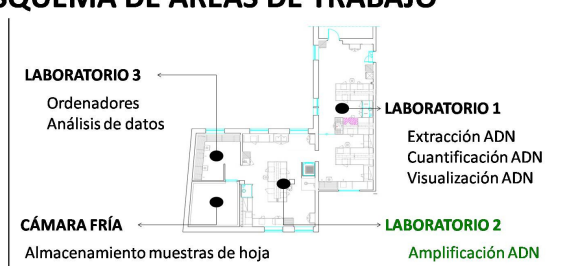 ESQUEMA DE ÁREAS DE TRABAJO
LABORATORIO 3
Ordenadores
Análisis de datos
LABORATORIO 1
Extracción ADN
Cuantificación ADN
Visualización ADN
CÁMARA FRÍA
Almacenamiento muestras de hoja
LABORATORIO 2
Amplificación ADN